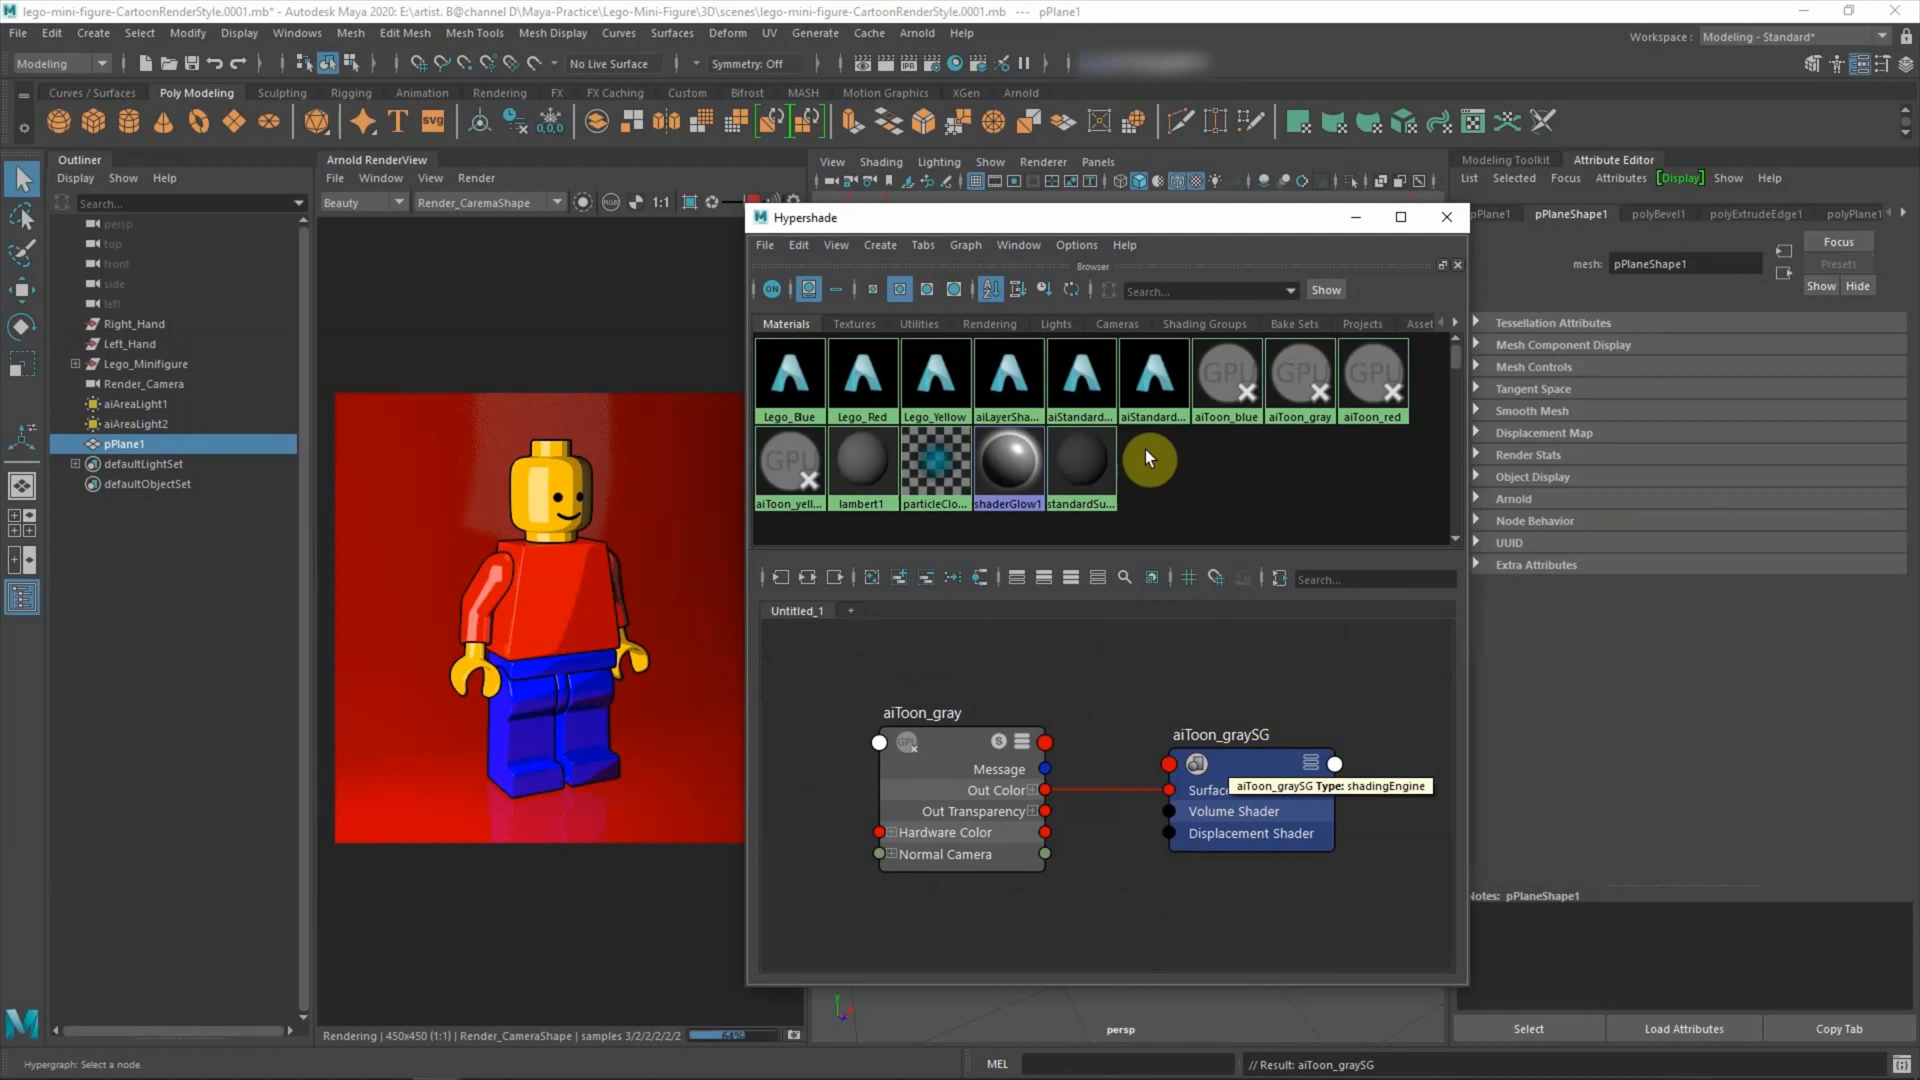 lego-mini-figure-CartoonRenderStyle.0001.mb* - Autodesk Maya 2020: E:\artist. B@channel D\Maya-Practice\Lego-Mini-Figure\3D\scenes\lego-mini-figure-CartoonRenderStyle.0001.mb --- pPlane1
File Edit Create Select Modify Display Windows Mesh Edit Mesh Mesh Tools Mesh Display Curves Surfaces Deform UV Generate Cache Arnold Help
Workspace : Modeling - Standard*
Modeling No Live Surface Symmetry: Off
Curves / Surfaces Poly Modeling Sculpting Rigging Animation Rendering FX FX Caching Custom Bifrost MASH Motion Graphics XGen Arnold
Outliner
Display Show Help
Search...
persp
top
front
side
left
Right_Hand
Left_Hand
Lego_Minifigure
Render_Camera
aiAreaLight1
aiAreaLight2
pPlane1
defaultLightSet
defaultObjectSet
Arnold RenderView
File Window View Render
Beauty Render_CaremaShape 1:1
Rendering | 450x450 (1:1) | Render_CameraShape | samples 3/2/2/2/2/2 64%
View Shading Lighting Show Renderer Panels
Hypershade
File Edit View Create Tabs Graph Window Options Help
Browser
ON Search... Show
Materials Textures Utilities Rendering Lights Cameras Shading Groups Bake Sets Projects Asset
GPU GPU GPU
Lego_Blue Lego_Red Lego_Yellow aiLayerSha... aiStandard... aiStandard... aiToon_blue aiToon_gray aiToon_red
GPU
aiToon_yell... lambert1 particleClo... shaderGlow1 standardSu...
Search...
Untitled_1 +
aiToon_gray
GPU S
Message
Out Color
Out Transparency
Hardware Color
Normal Camera
aiToon_graySG
aiToon_graySG Type: shadingEngine
Surface
Volume Shader
Displacement Shader
persp
Modeling Toolkit Attribute Editor
List Selected Focus Attributes Display Show Help
pPlane1 pPlaneShape1 polyBevel1 polyExtrudeEdge1 polyPlane1
mesh: pPlaneShape1
Focus
Presets
Show Hide
Tessellation Attributes
Mesh Component Display
Mesh Controls
Tangent Space
Smooth Mesh
Displacement Map
Render Stats
Object Display
Arnold
Node Behavior
UUID
Extra Attributes
Notes: pPlaneShape1
Select Load Attributes Copy Tab
Hypergraph: Select a node.
MEL
// Result: aiToon_graySG